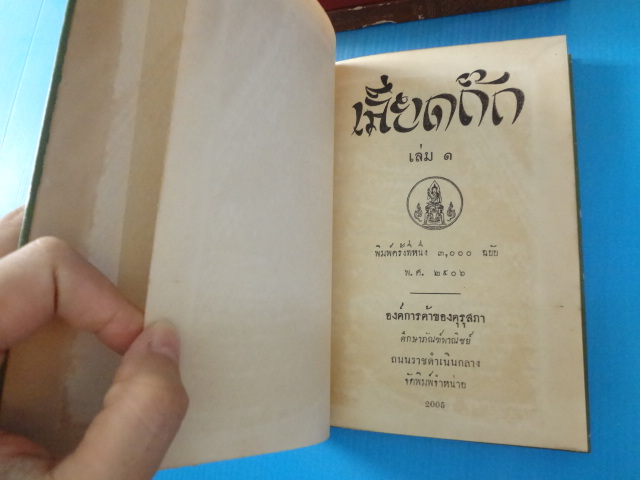 เม็ยดก๊ก
เล่ม ๑
พิมพ์ครั้งที่หนึ่ง ๓,๐๐๐ ฉบับ
พ.ศ. ๒๕๐๖
องค์การค้าของคุรุสภา
ศึกษาภัณฑ์พาณิชย์
ถนนราชดำเนินกลาง
จัดพิมพ์จำหน่าย
2005